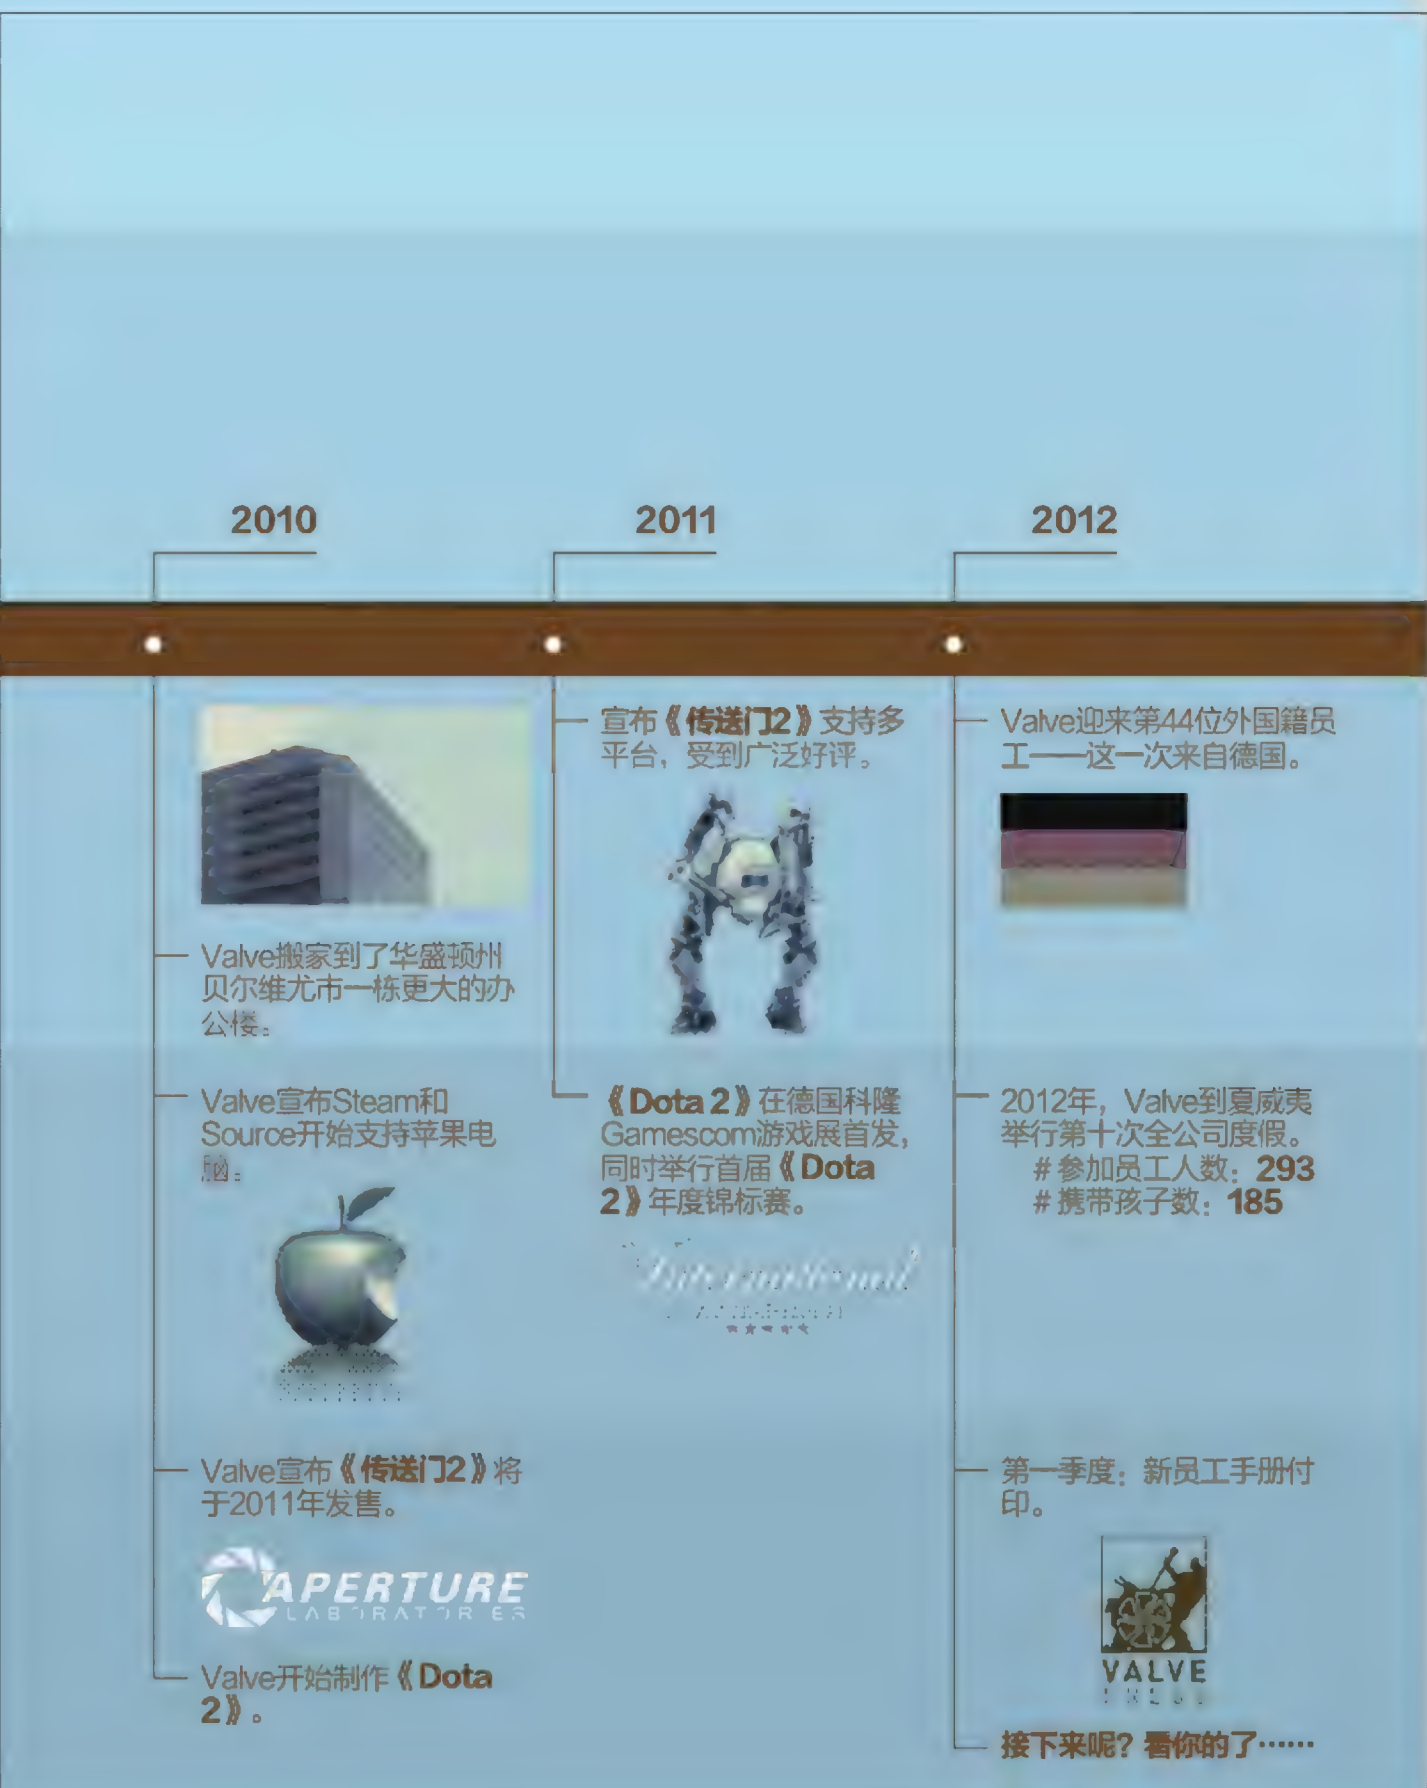 2010
2011
2012
Valve搬家到了华盛顿州
贝尔维尤市一栋更大的办
公楼。
Valve宣布Steam和
Source开始支持苹果电
脑。
Valve宣布《传送门2》将
于2011年发售。
APERTURE
LABORATORIES
Valve开始制作《Dota
2》。
宣布《传送门2》支持多
平台，受到广泛好评。
《Dota 2》在德国科隆
Gamescom游戏展首发，
同时举行首届《Dota
2》年度锦标赛。
International
Valve迎来第44位外国籍员
工——这一次来自德国。
2012年，Valve到夏威夷
举行第十次全公司度假。
# 参加员工人数：293
# 携带孩子数：185
第一季度：新员工手册付
印。
VALVE
接下来呢？看你的了……